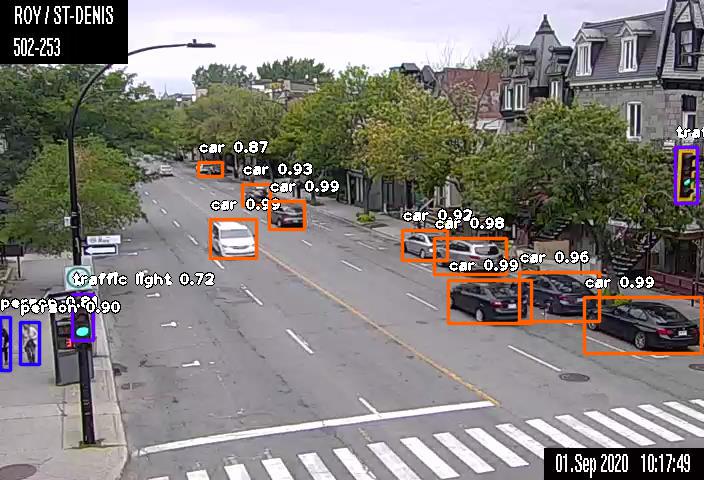 ROY / ST-DENIS
502-253
car 0.87
car 0.93
car 0.99
car 0.99
car 0.92
0.98
car 0.99
car 0.96
car 0.99
traffic light 0.72
person 0.90
01.Sep 2020 10:17:49